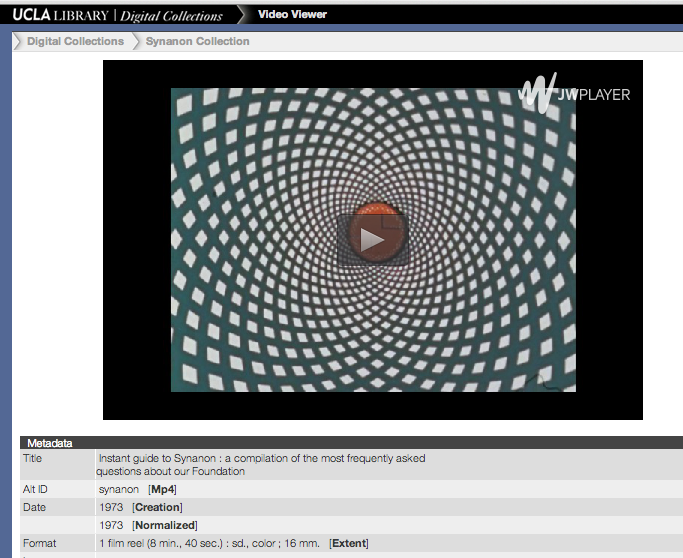 UCLA LIBRARY | Digital Collections Video Viewer
Digital Collections Synanon Collection
JWPLAYER
Metadata
Title Instant guide to Synanon : a compilation of the most frequently asked
questions about our Foundation
Alt ID synanon [Mp4]
Date 1973 [Creation]
1973 [Normalized]
Format 1 film reel (8 min., 40 sec.) : sd., color ; 16 mm. [Extent]